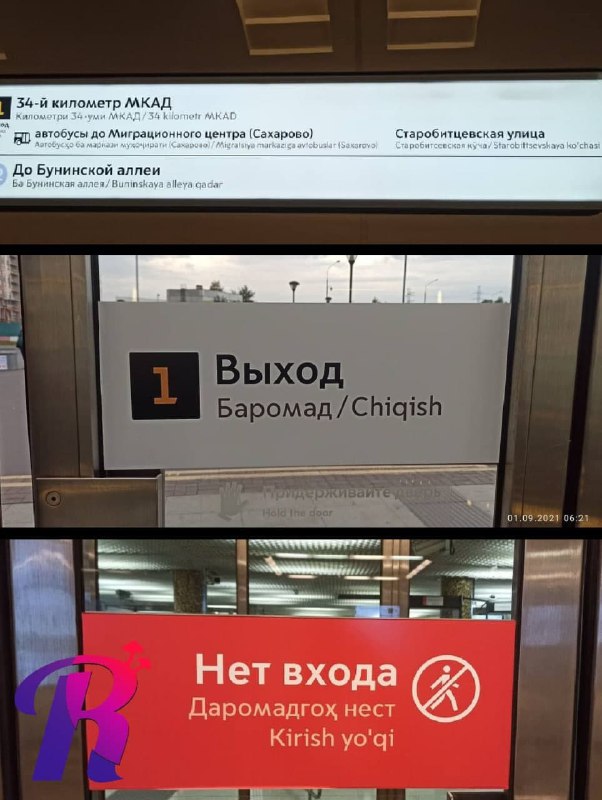 1
34-й километр МКАД
Километри 34-уми МКАД/34 kilometr MKAD
автобусы до Миграционного центра (Сахарово)
Автобусҳо ба маркази муҳоҷирати (Сахарово)/Migratsiya markaziga avtobuslar (Saxarovo)
Старобитцевская улица
Старобитсевская кӯча/Starobittsevskaya ko'chasi
До Бунинской аллеи
Ба Бунинская аллея/Buninskaya alleya qadar
1
Выход
Баромад/Chiqish
Придерживайте дверь
Hold the door
01.09.2021 06:21
Нет входа
Даромадгоҳ нест
Kirish yo'qi
R